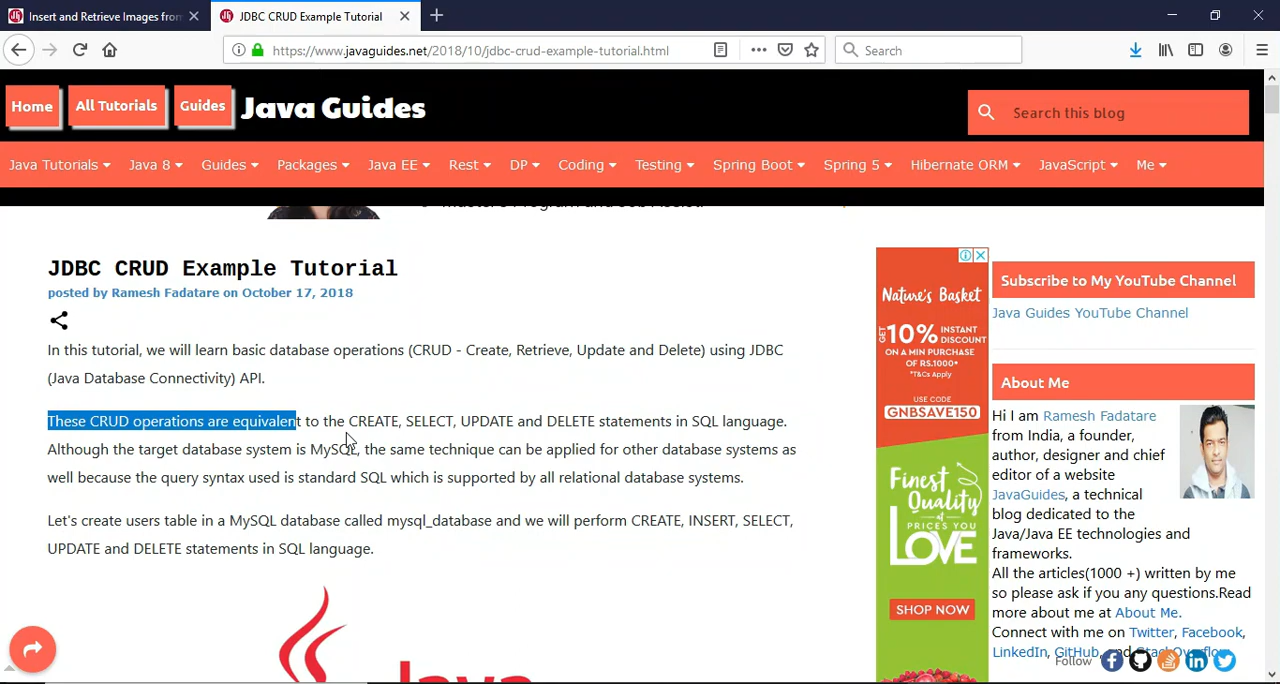 Insert and Retrieve Images from
JDBC CRUD Example Tutorial
https://www.javaguides.net/2018/10/jdbc-crud-example-tutorial.html
Search
Home
All Tutorials
Guides
Java Guides
Search this blog
Java Tutorials
Java 8
Guides
Packages
Java EE
Rest
DP
Coding
Testing
Spring Boot
Spring 5
Hibernate ORM
JavaScript
Me
JDBC CRUD Example Tutorial
posted by Ramesh Fadatare on October 17, 2018
In this tutorial, we will learn basic database operations (CRUD - Create, Retrieve, Update and Delete) using JDBC
(Java Database Connectivity) API.
These CRUD operations are equivalent to the CREATE, SELECT, UPDATE and DELETE statements in SQL language.
Although the target database system is MySQL, the same technique can be applied for other database systems as
well because the query syntax used is standard SQL which is supported by all relational database systems.
Let's create users table in a MySQL database called mysql_database and we will perform CREATE, INSERT, SELECT,
UPDATE and DELETE statements in SQL language.
NATURE'S BASKET
GET 10% INSTANT DISCOUNT
ON A MIN PURCHASE
OF RS.1000*
*T&Cs Apply
USE CODE
GNBSAVE150
Finest
Quality
AT
PRICES YOU
LOVE
SHOP NOW
Subscribe to My YouTube Channel
Java Guides YouTube Channel
About Me
Hi I am Ramesh Fadatare
from India, a founder,
author, designer and chief
editor of a website
JavaGuides, a technical
blog dedicated to the
Java/Java EE technologies and
frameworks.
All the articles(1000 +) written by me
so please ask if you any questions.Read
more about me at About Me.
Connect with me on Twitter, Facebook,
LinkedIn, GitHub, and StackOverflow
Follow